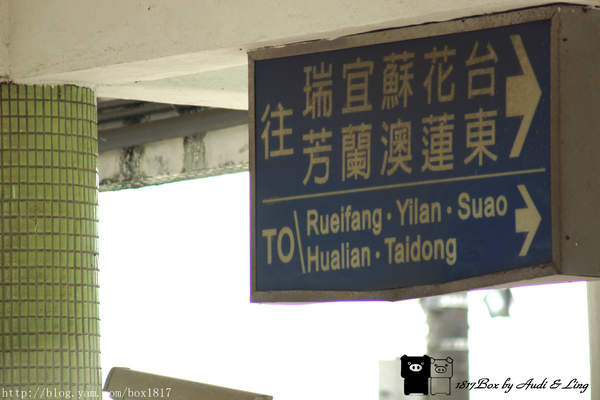 往
瑞宜蘇花台
芳蘭澳蓮東
TO
Rueifang·Yilan·Suao
Hualian·Taidong
http://blog.yam.com/box1817
1817Box by Audi & Ling